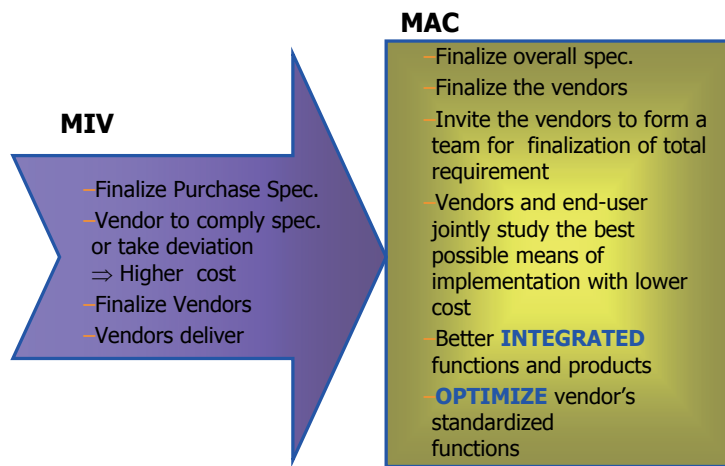 MIV
–Finalize Purchase Spec.
–Vendor to comply spec.
or take deviation
⇒ Higher cost
–Finalize Vendors
–Vendors deliver
MAC
–Finalize overall spec.
–Finalize the vendors
–Invite the vendors to form a
team for finalization of total
requirement
–Vendors and end-user
jointly study the best
possible means of
implementation with lower
cost
–Better INTEGRATED
functions and products
–OPTIMIZE vendor’s
standardized
functions